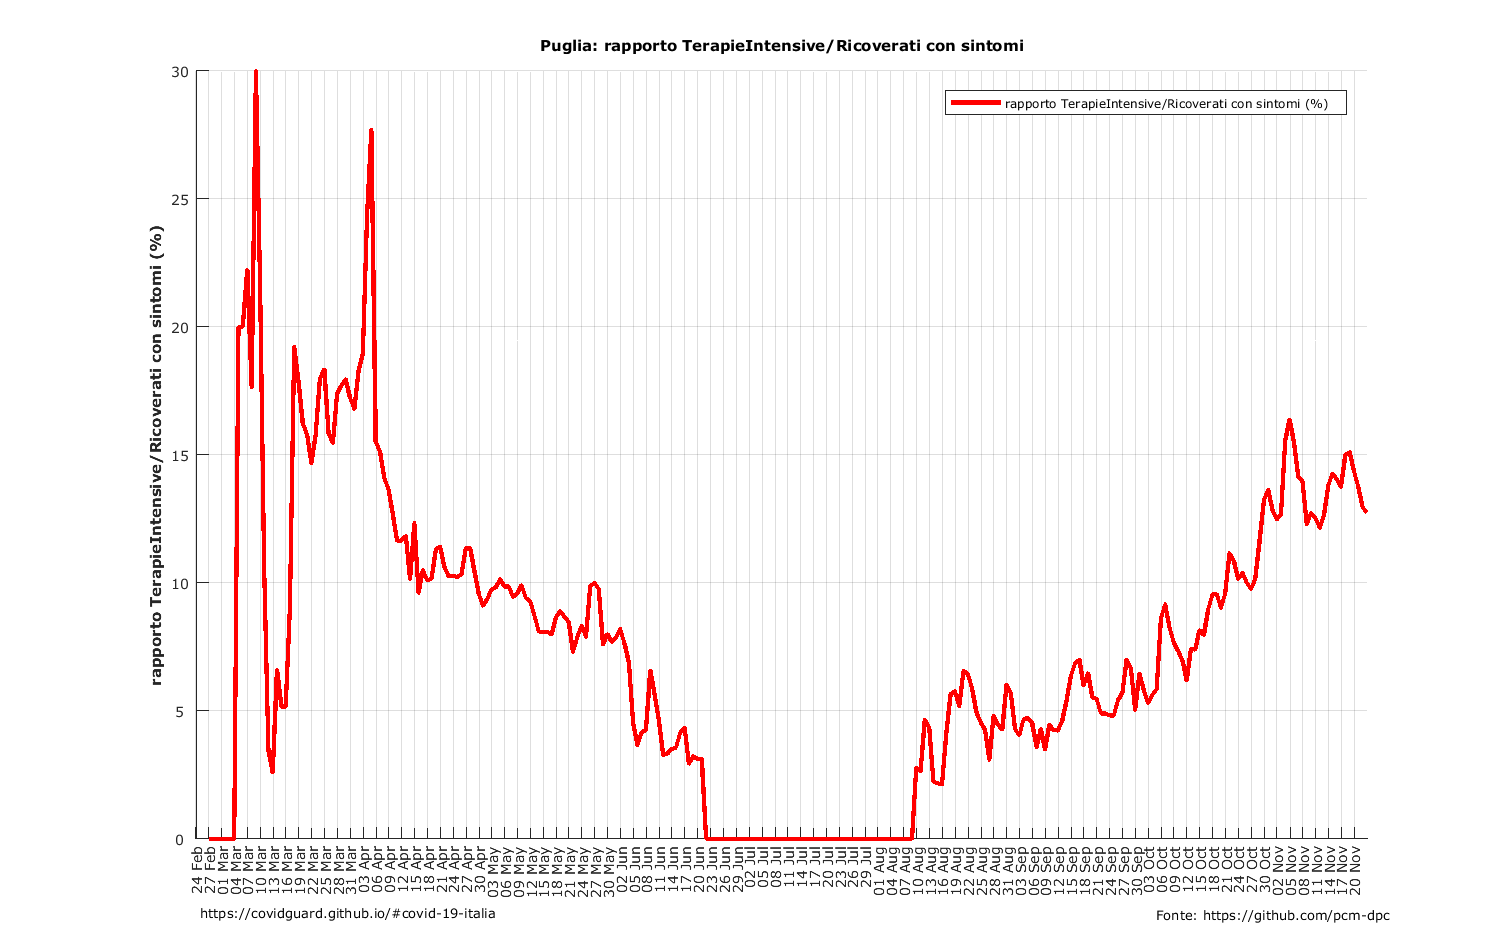 Puglia: rapporto TerapieIntensive/Ricoverati con sintomi
rapporto TerapieIntensive/Ricoverati con sintomi (%)
rapporto TerapieIntensive/Ricoverati con sintomi (%)
30
25
20
15
10
5
0
24 Feb
27 Feb
01 Mar
04 Mar
07 Mar
10 Mar
13 Mar
16 Mar
19 Mar
22 Mar
25 Mar
28 Mar
31 Mar
03 Apr
06 Apr
09 Apr
12 Apr
15 Apr
18 Apr
21 Apr
24 Apr
27 Apr
30 Apr
03 May
06 May
09 May
12 May
15 May
18 May
21 May
24 May
27 May
30 May
02 Jun
05 Jun
08 Jun
11 Jun
14 Jun
17 Jun
20 Jun
23 Jun
26 Jun
29 Jun
02 Jul
05 Jul
08 Jul
11 Jul
14 Jul
17 Jul
20 Jul
23 Jul
26 Jul
29 Jul
01 Aug
04 Aug
07 Aug
10 Aug
13 Aug
16 Aug
19 Aug
22 Aug
25 Aug
28 Aug
31 Aug
03 Sep
06 Sep
09 Sep
12 Sep
15 Sep
18 Sep
21 Sep
24 Sep
27 Sep
30 Sep
03 Oct
06 Oct
09 Oct
12 Oct
15 Oct
18 Oct
21 Oct
24 Oct
27 Oct
30 Oct
02 Nov
05 Nov
08 Nov
11 Nov
14 Nov
17 Nov
20 Nov
https://covidguard.github.io/#covid-19-italia
Fonte: https://github.com/pcm-dpc